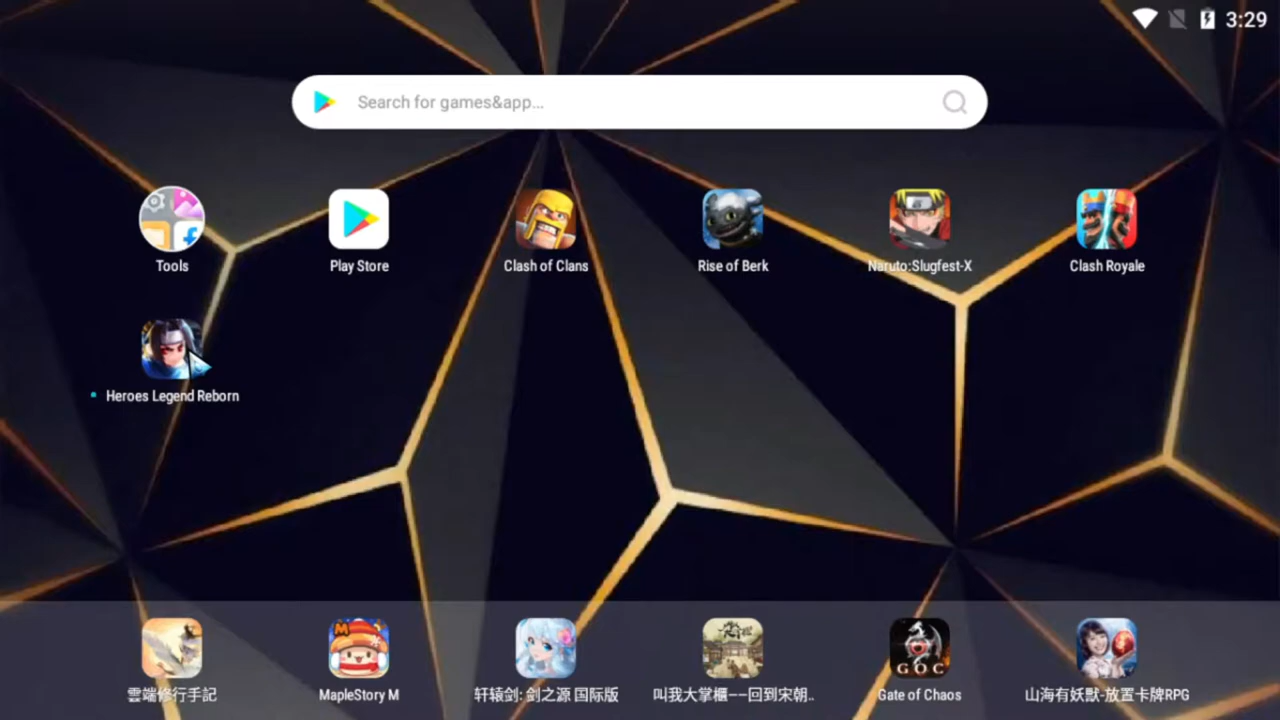 3:29
Search for games&app...
Tools
Play Store
Clash of Clans
Rise of Berk
Naruto:Slugfest-X
Clash Royale
Heroes Legend Reborn
雲端修行手記
MapleStory M
轩辕剑: 剑之源 国际版
叫我大掌櫃——回到宋朝..
Gate of Chaos
GOC
山海有妖獸-放置卡牌RPG